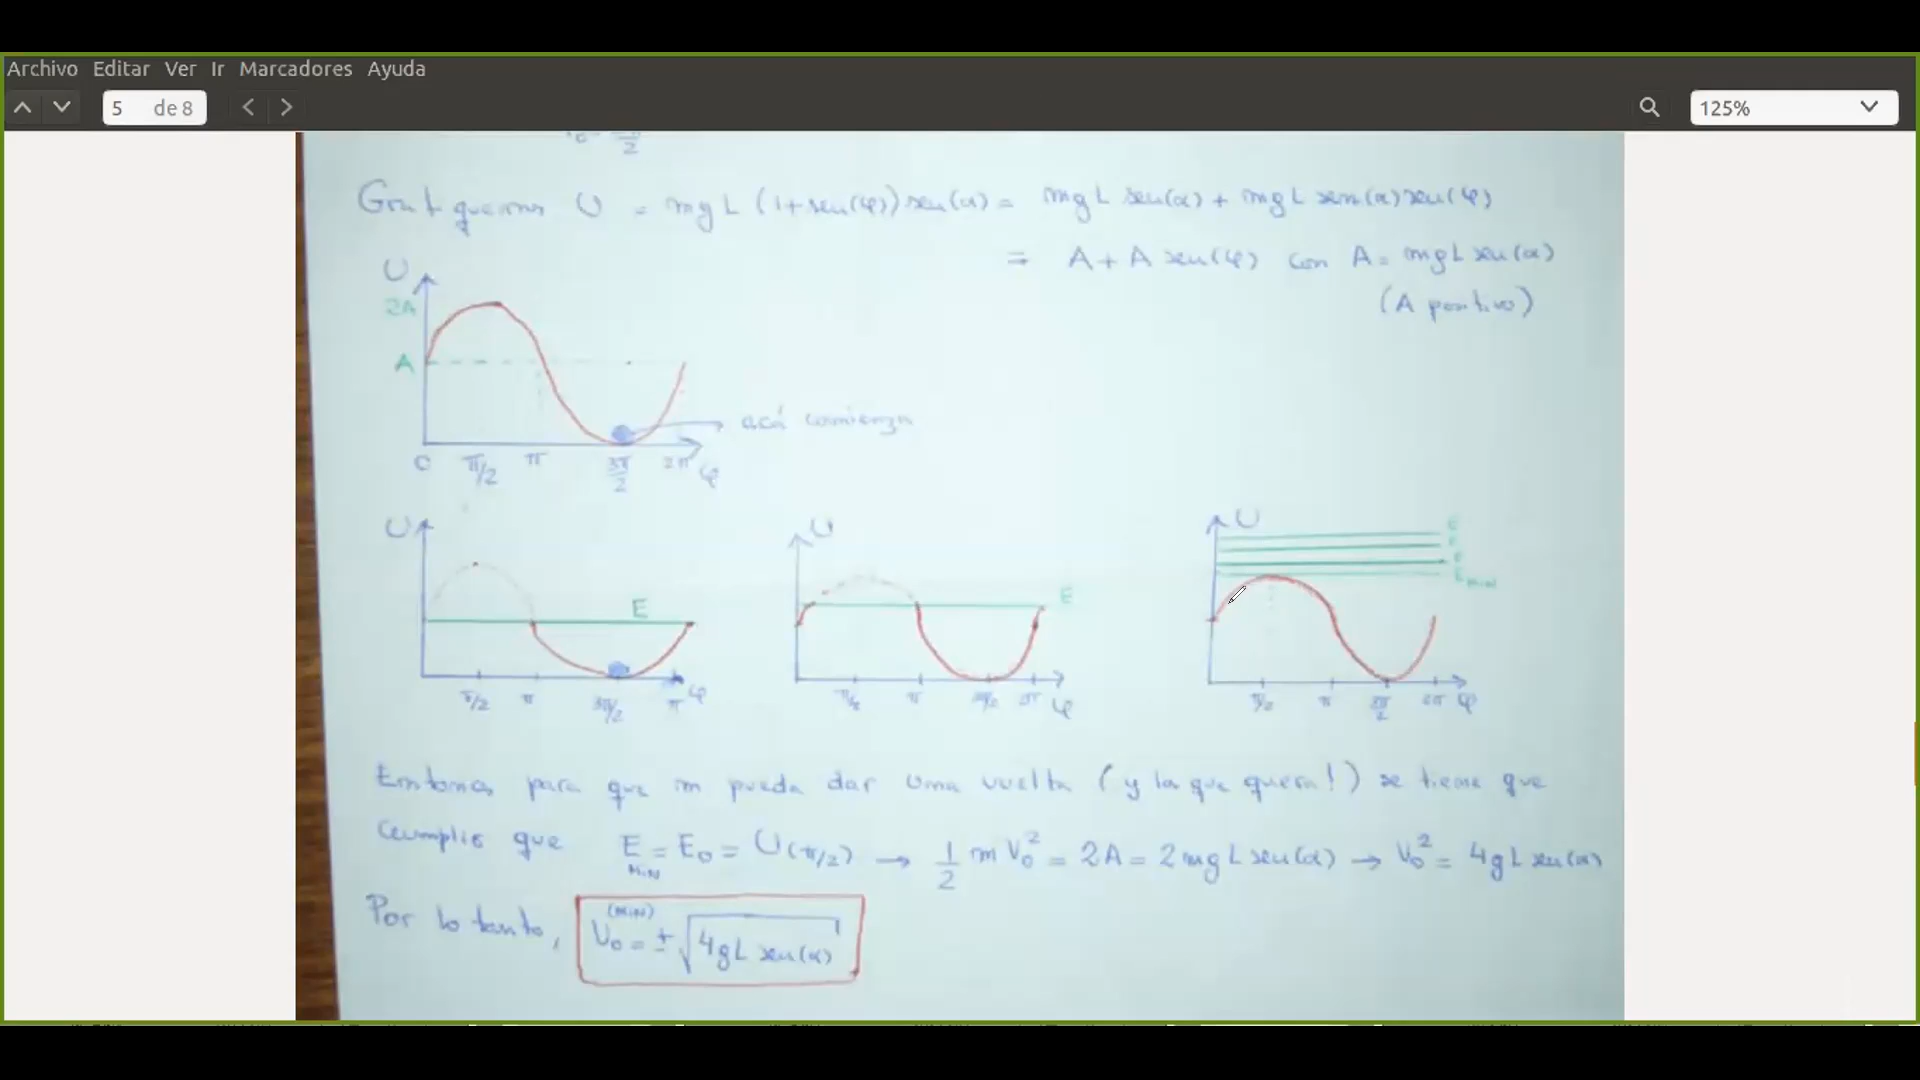 Archivo Editar Ver Ir Marcadores Ayuda
5 de 8
125%
Graf queremos U = mgL (1+sen(φ))sen(α) = mgL sen(α) + mgL sen(α)sen(φ)
= A + A sen(φ) con A = mgL sen(α)
(A positivo)
U
2A
A
acá comienza
0 π/2 π 3π/2 2π φ
U E
π/2 π 3π/2 π φ
U E
π/2 π 3π/2 2π φ
U E E E E MIN
π/2 π 3π/2 2π φ
Entonces para que m pueda dar una vuelta (y la que quera!) se tiene que
cumplir que E MIN = E0 = U(π/2) → 1/2 m V0² = 2A = 2mgL sen(α) → V0² = 4gL sen(α)
Por lo tanto, V0 (MIN) = ± √4gL sen(α)